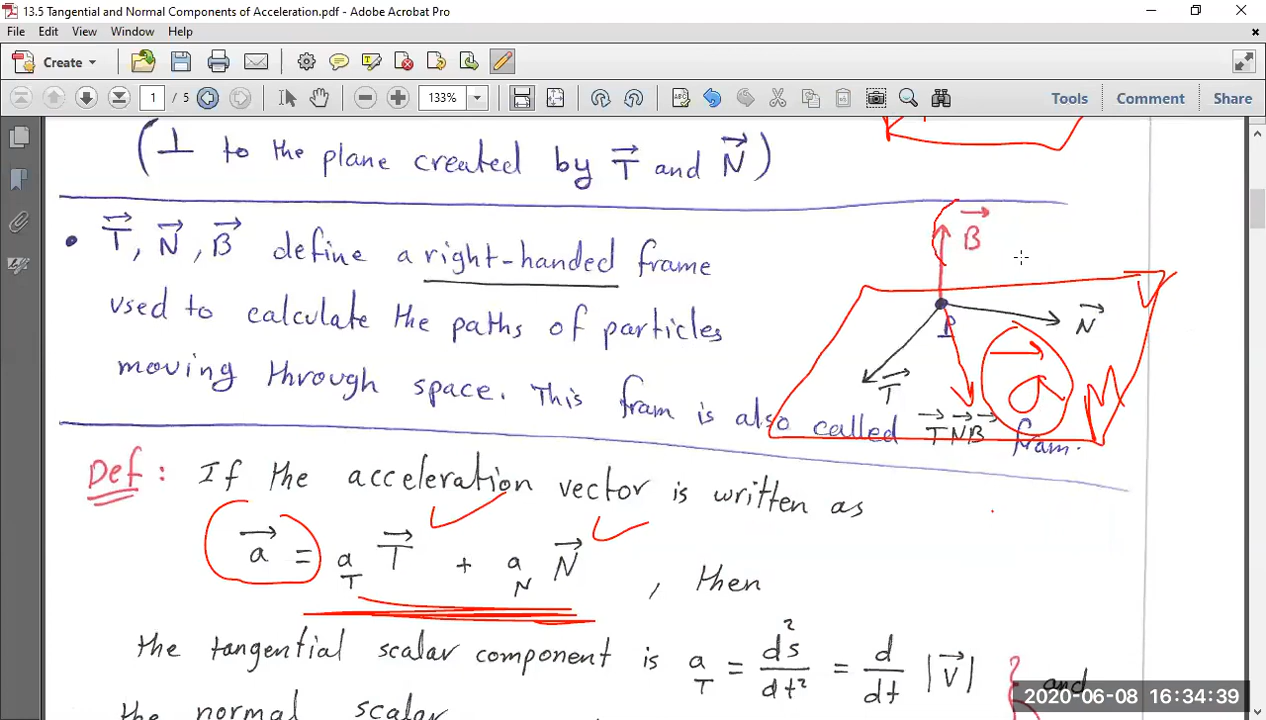 13.5 Tangential and Normal Components of Acceleration.pdf - Adobe Acrobat Pro
File Edit View Window Help
Create
1 / 5 133% Tools Comment Share
(⊥ to the plane created by T⃗ and N⃗)
• T⃗, N⃗, B⃗ define a right-handed frame
used to calculate the paths of particles
moving through space. This fram is also called T⃗N⃗B⃗ fram.
B⃗
N⃗
P
T⃗
a⃗
M
Def: If the acceleration vector is written as
a⃗ = a_T T⃗ + a_N N⃗ , then
the tangential scalar component is a_T = d²s/dt² = d/dt |V⃗| and
the normal scalar
2020-06-08 16:34:39